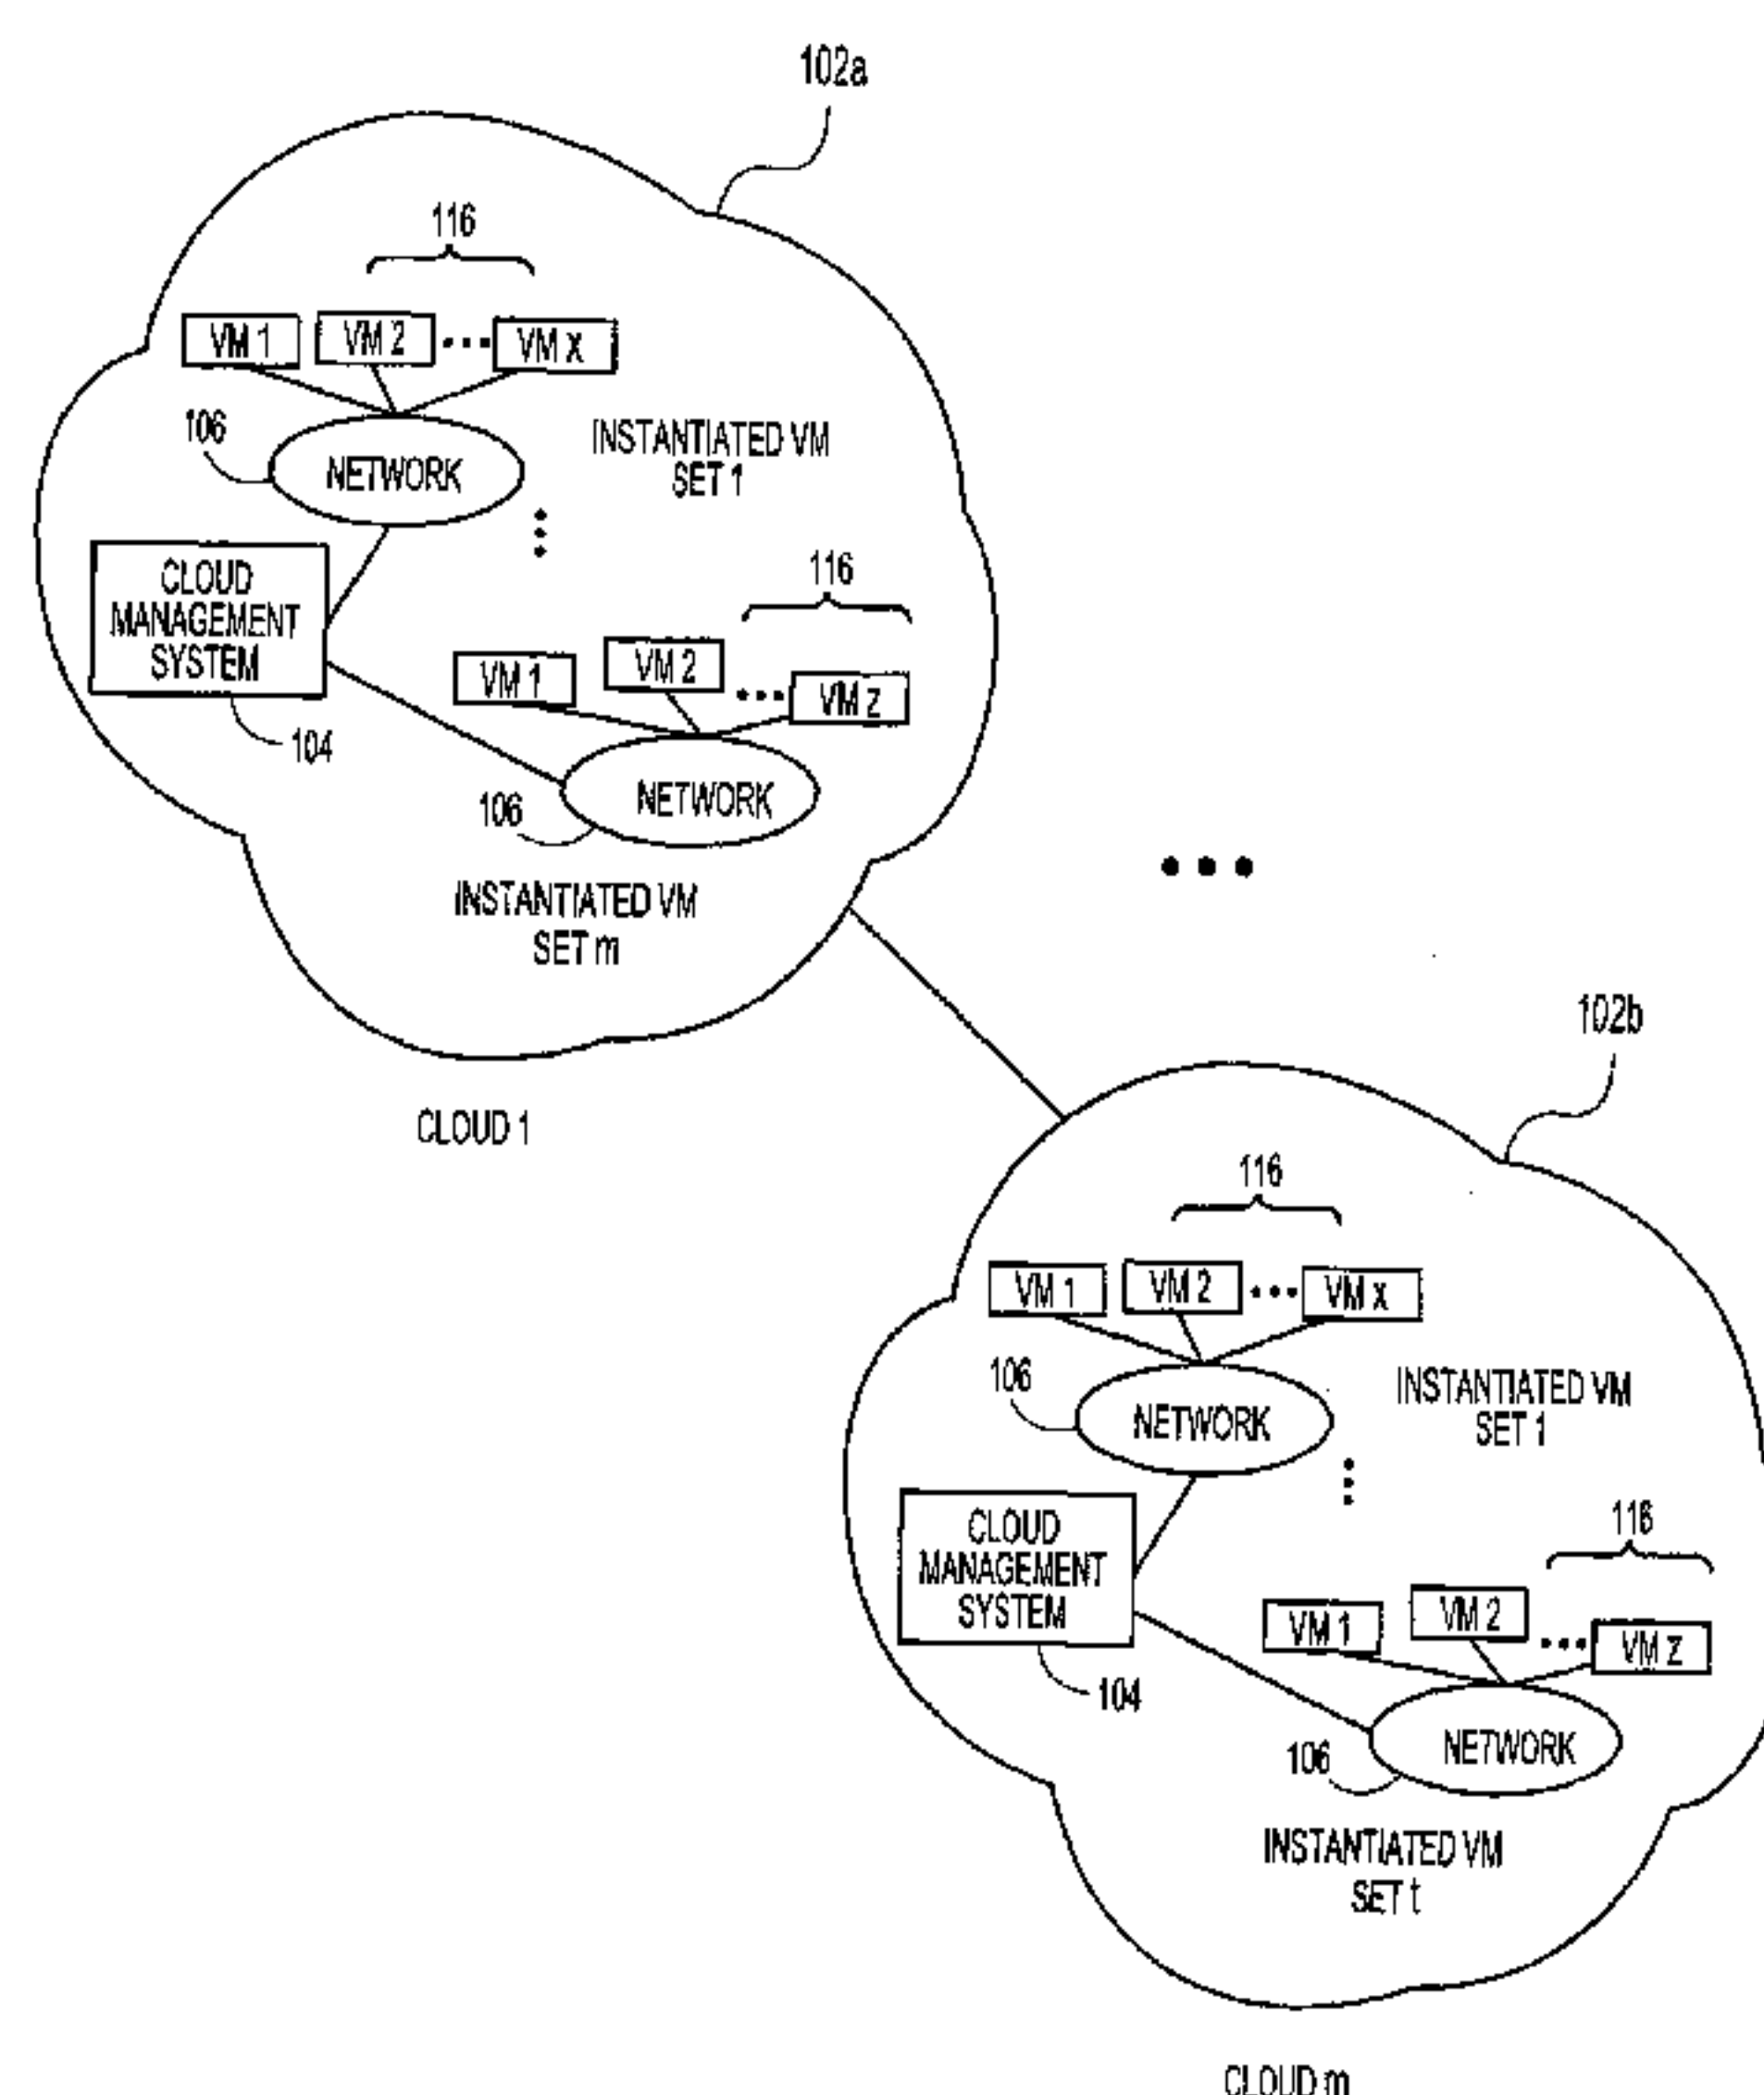 102a
116
VM 1
VM 2
VM X
106
NETWORK
INSTANTIATED VM
SET 1
CLOUD
MANAGEMENT
SYSTEM
104
116
VM 1
VM 2
VM Z
106
NETWORK
INSTANTIATED VM
SET m
CLOUD 1
102b
116
VM 1
VM 2
VM X
106
NETWORK
INSTANTIATED VM
SET 1
CLOUD
MANAGEMENT
SYSTEM
104
116
VM 1
VM 2
VM Z
106
NETWORK
INSTANTIATED VM
SET t
CLOUD m